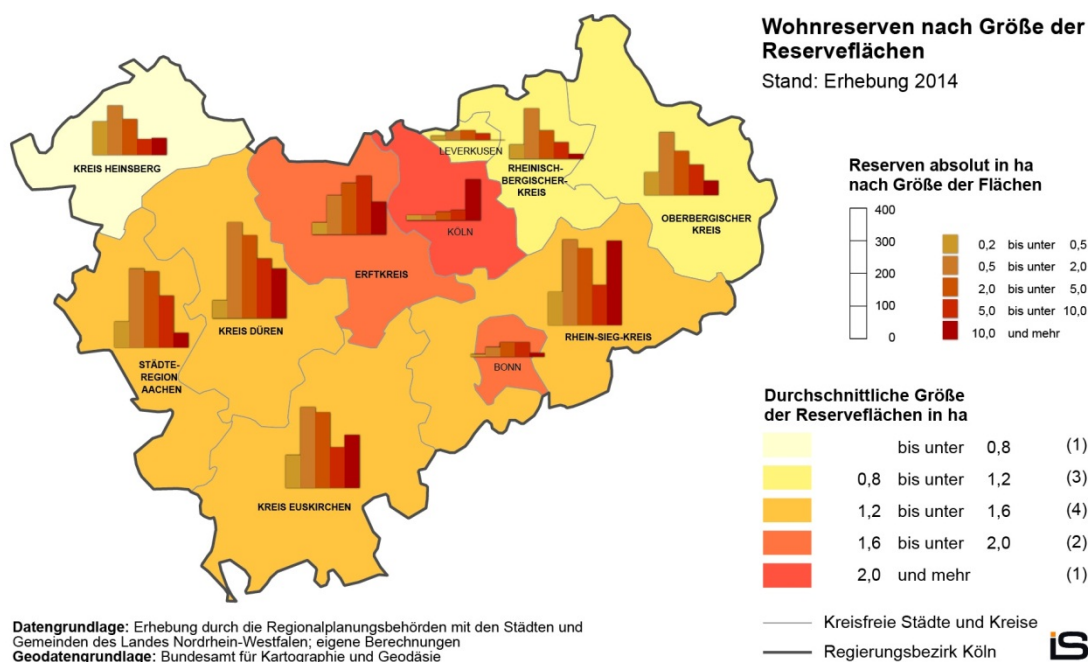 Wohnreserven nach Größe der
Reserveflächen
Stand: Erhebung 2014
KREIS HEINSBERG
LEVERKUSEN
RHEINISCH-
BERGISCHER-
KREIS
OBERBERGISCHER
KREIS
KÖLN
ERFTKREIS
KREIS DÜREN
STÄDTE-
REGION
AACHEN
RHEIN-SIEG-KREIS
BONN
KREIS EUSKIRCHEN
Reserven absolut in ha
nach Größe der Flächen
400
300
200
100
0
0,2 bis unter 0,5
0,5 bis unter 2,0
2,0 bis unter 5,0
5,0 bis unter 10,0
10,0 und mehr
Durchschnittliche Größe
der Reserveflächen in ha
bis unter 0,8 (1)
0,8 bis unter 1,2 (3)
1,2 bis unter 1,6 (4)
1,6 bis unter 2,0 (2)
2,0 und mehr (1)
Kreisfreie Städte und Kreise
Regierungsbezirk Köln
Datengrundlage: Erhebung durch die Regionalplanungsbehörden mit den Städten und
Gemeinden des Landes Nordrhein-Westfalen; eigene Berechnungen
Geodatengrundlage: Bundesamt für Kartographie und Geodäsie
is